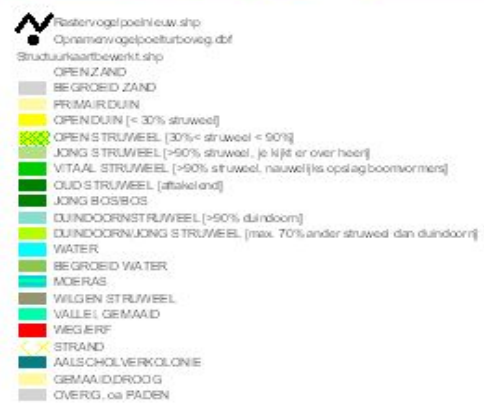 Rastervogelpoelnieuw.shp
Opnamenvogelpoelturboveg.dbf
Structuurkaartbewerkt.shp
OPEN ZAND
BEGROEID ZAND
PRIMAIR DUIN
OPEN DUIN [< 30% struweel]
OPEN STRUWEEL [30%< struweel < 90%]
JONG STRUWEEL [>90% struweel, je kijkt er over heen]
VITAAL STRUWEEL [>90% struweel, nauwelijks opslag boomvormers]
OUD STRUWEEL [aftakelend]
JONG BOS/BOS
DUINDOORNSTRUWEEL [>90% duindoorn]
DUINDOORN/JONG STRUWEEL [max. 70% ander struweel dan duindoorn]
WATER
BEGROEID WATER
MOERAS
WILGEN STRUWEEL
VALLEI, GEMAAID
WEG/ERF
STRAND
AALSCHOLVERKOLONIE
GEMAAID,DROOG
OVERIG, oa PADEN